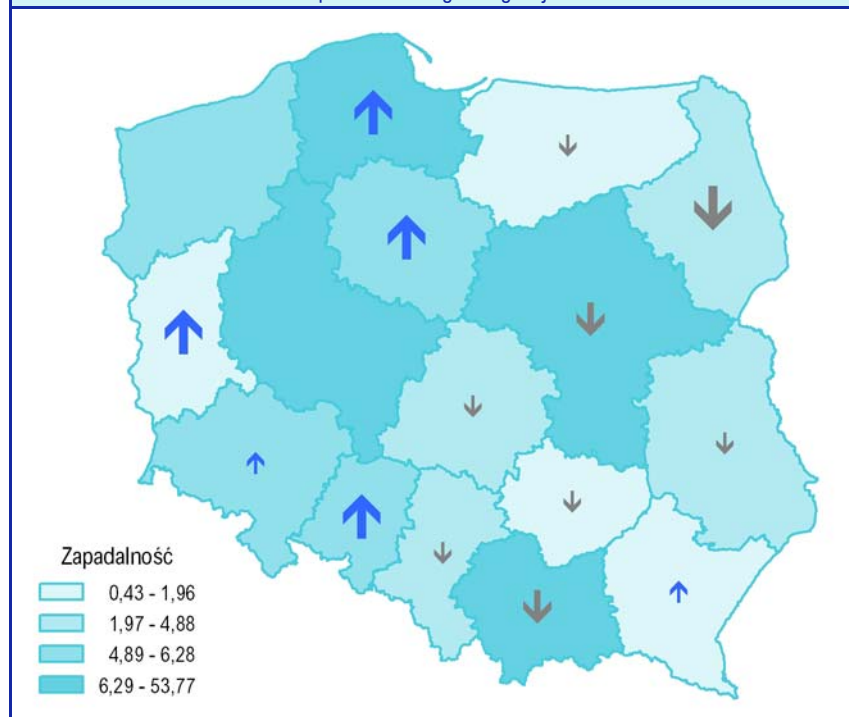 Zapadalność
0,43 - 1,96
1,97 - 4,88
4,89 - 6,28
6,29 - 53,77